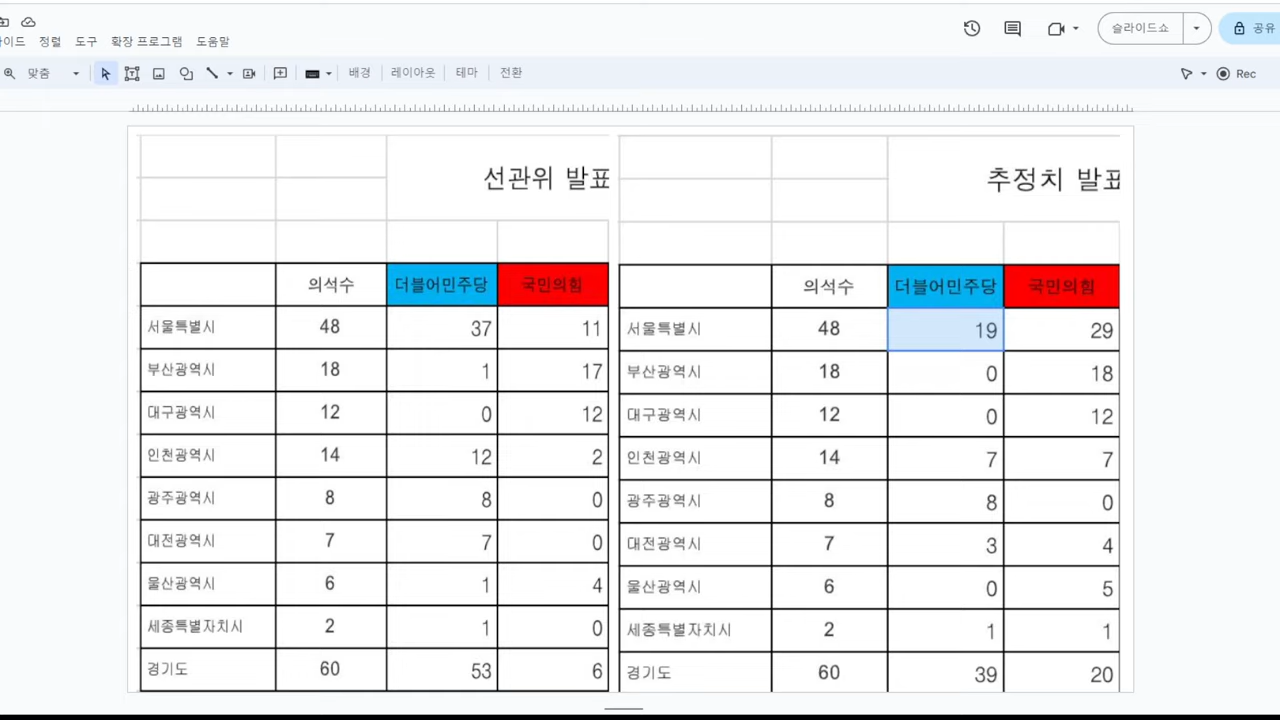 정렬 도구 확장 프로그램 도움말
슬라이드쇼
공유
맞춤
배경 레이아웃 테마 전환
Rec
선관위 발표
의석수 더불어민주당 국민의힘
서울특별시 48 37 11
부산광역시 18 1 17
대구광역시 12 0 12
인천광역시 14 12 2
광주광역시 8 8 0
대전광역시 7 7 0
울산광역시 6 1 4
세종특별자치시 2 1 0
경기도 60 53 6
추정치 발표
의석수 더불어민주당 국민의힘
서울특별시 48 19 29
부산광역시 18 0 18
대구광역시 12 0 12
인천광역시 14 7 7
광주광역시 8 8 0
대전광역시 7 3 4
울산광역시 6 0 5
세종특별자치시 2 1 1
경기도 60 39 20